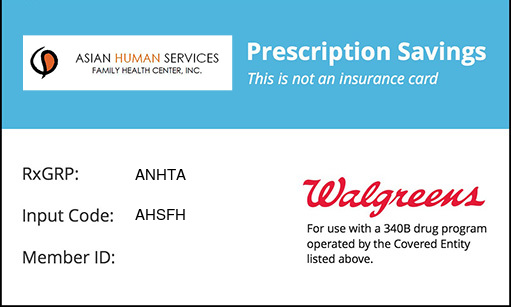 ASIAN HUMAN SERVICES
FAMILY HEALTH CENTER, INC.
Prescription Savings
This is not an insurance card
RxGRP: ANHTA
Input Code: AHSFH
Member ID:
Walgreens
For use with a 340B drug program
operated by the Covered Entity
listed above.